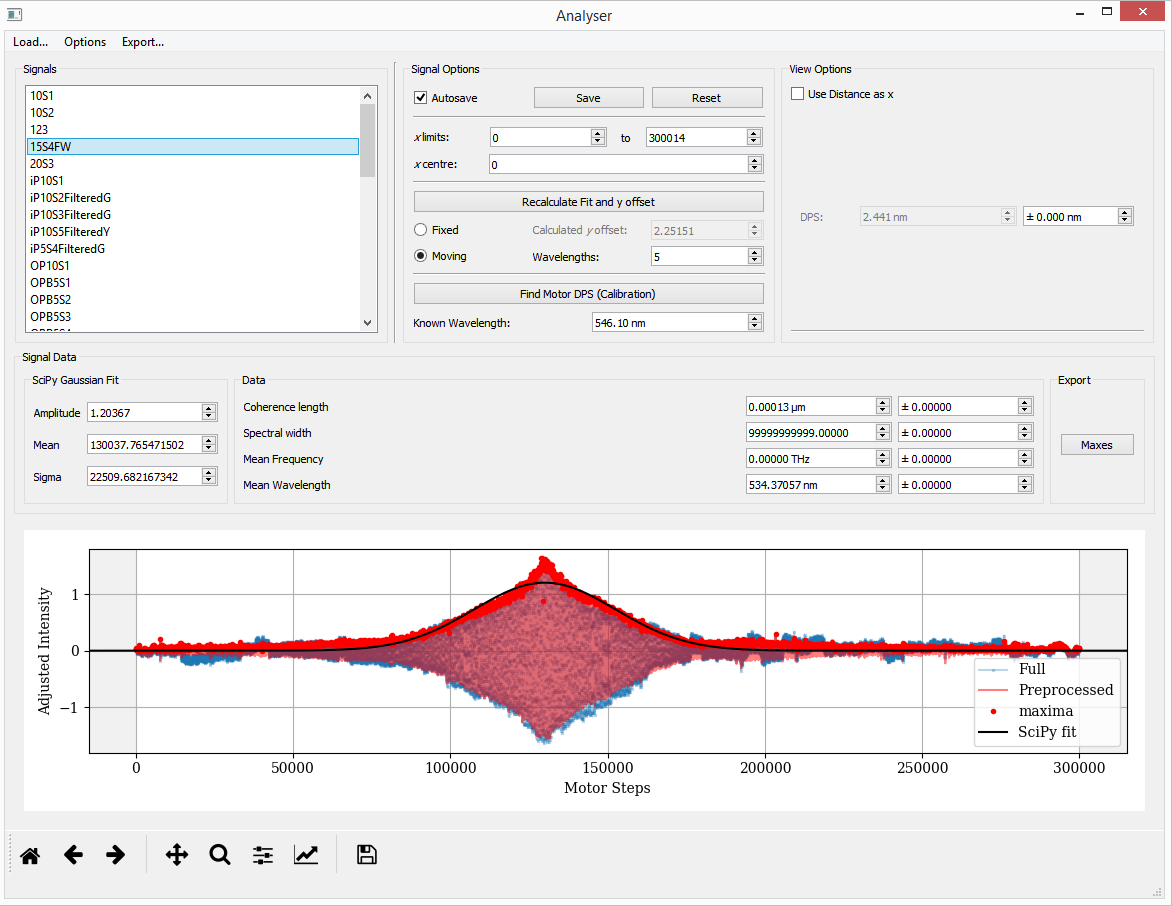 Analyser
Load... Options Export...
Signals
10S1
10S2
123
15S4FW
20S3
iP10S1
iP10S2FilteredG
iP10S3FilteredG
iP10S5FilteredY
iP5S4FilteredG
OP10S1
OPB5S1
OPB5S2
OPB5S3
Signal Options
Autosave Save Reset
x limits: 0 to 300014
x centre: 0
Recalculate Fit and y offset
Fixed Calculated y offset: 2.25151
Moving Wavelengths: 5
Find Motor DPS (Calibration)
Known Wavelength: 546.10 nm
View Options
Use Distance as x
DPS: 2.441 nm ± 0.000 nm
Signal Data
SciPy Gaussian Fit
Amplitude 1.20367
Mean 130037.765471502
Sigma 22509.682167342
Data
Coherence length 0.00013 µm ± 0.00000
Spectral width 99999999999.00000 ± 0.00000
Mean Frequency 0.00000 THz ± 0.00000
Mean Wavelength 534.37057 nm ± 0.00000
Export
Maxes
Adjusted Intensity
1
0
−1
Full
Preprocessed
maxima
SciPy fit
0 50000 100000 150000 200000 250000 300000
Motor Steps